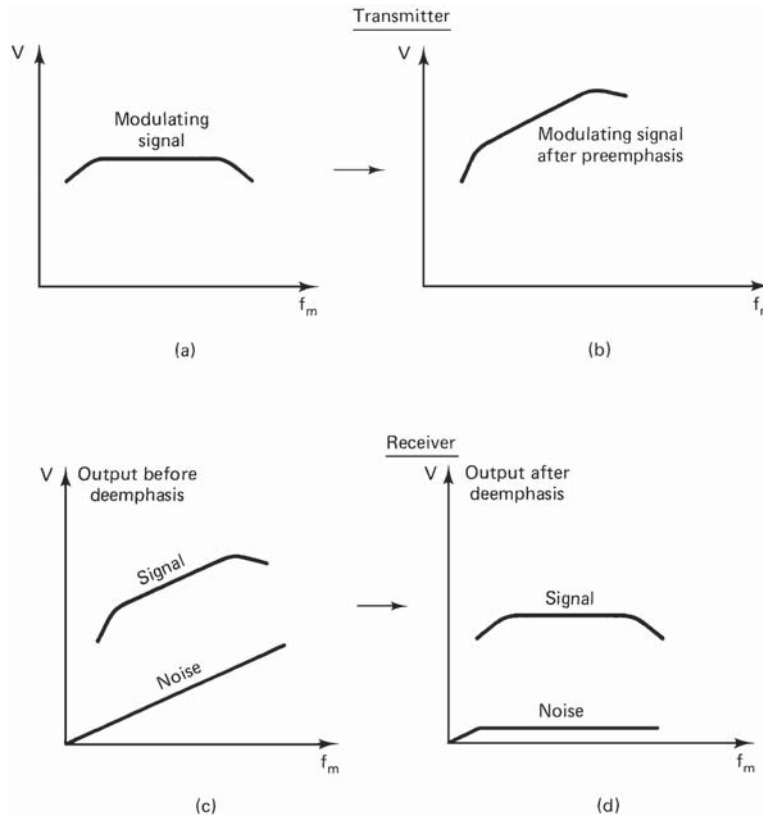 Transmitter
V
Modulating
signal
f_m
(a)
V
Modulating signal
after preemphasis
(b)
Receiver
V
Output before
deemphasis
Signal
Noise
f_m
(c)
V
Output after
deemphasis
Signal
Noise
f_m
(d)